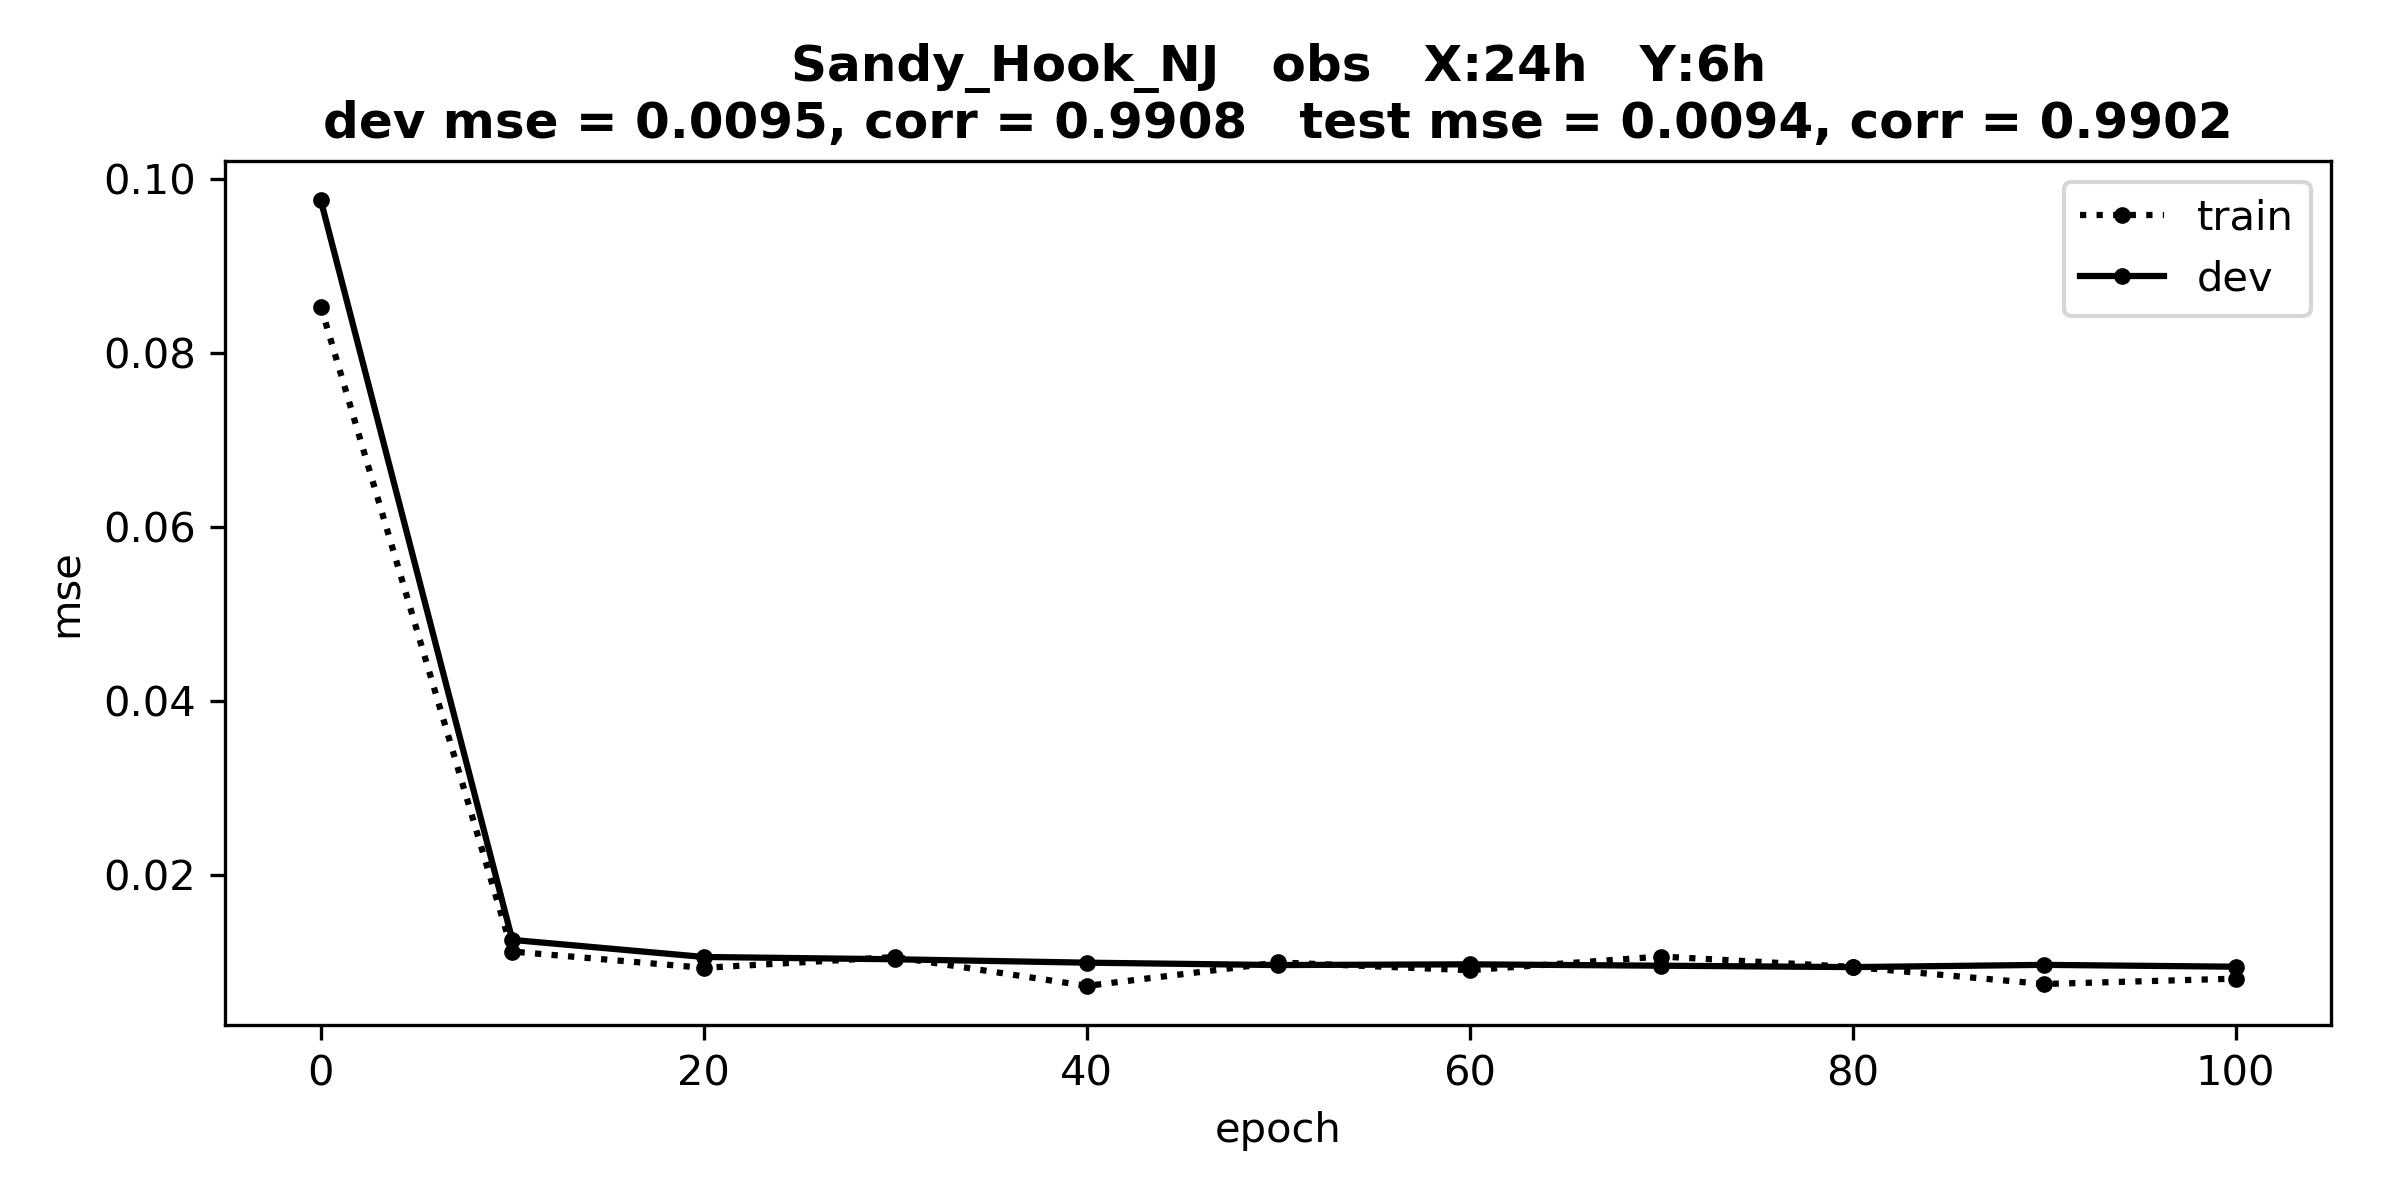 Sandy_Hook_NJ   obs   X:24h   Y:6h
dev mse = 0.0095, corr = 0.9908   test mse = 0.0094, corr = 0.9902
0.10
0.08
0.06
0.04
0.02
mse
train
dev
0 20 40 60 80 100
epoch